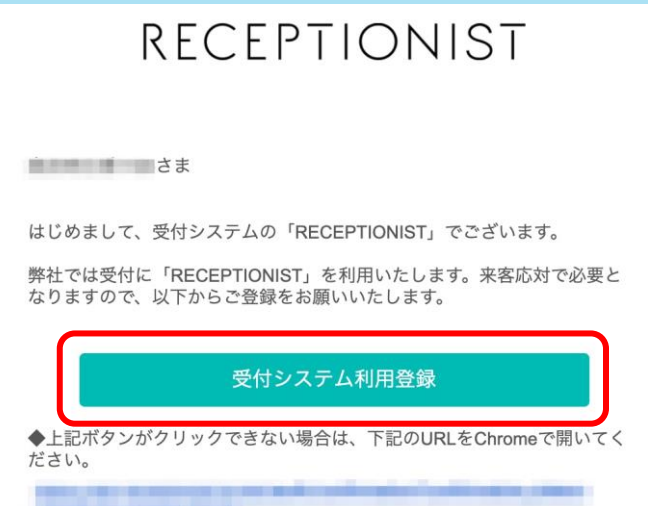 RECEPTIONIST
さま
はじめまして、受付システムの「RECEPTIONIST」でございます。
弊社では受付に「RECEPTIONIST」を利用いたします。来客応対で必要と
なりますので、以下からご登録をお願いいたします。
受付システム利用登録
◆上記ボタンがクリックできない場合は、下記のURLをChromeで開いてく
ださい。